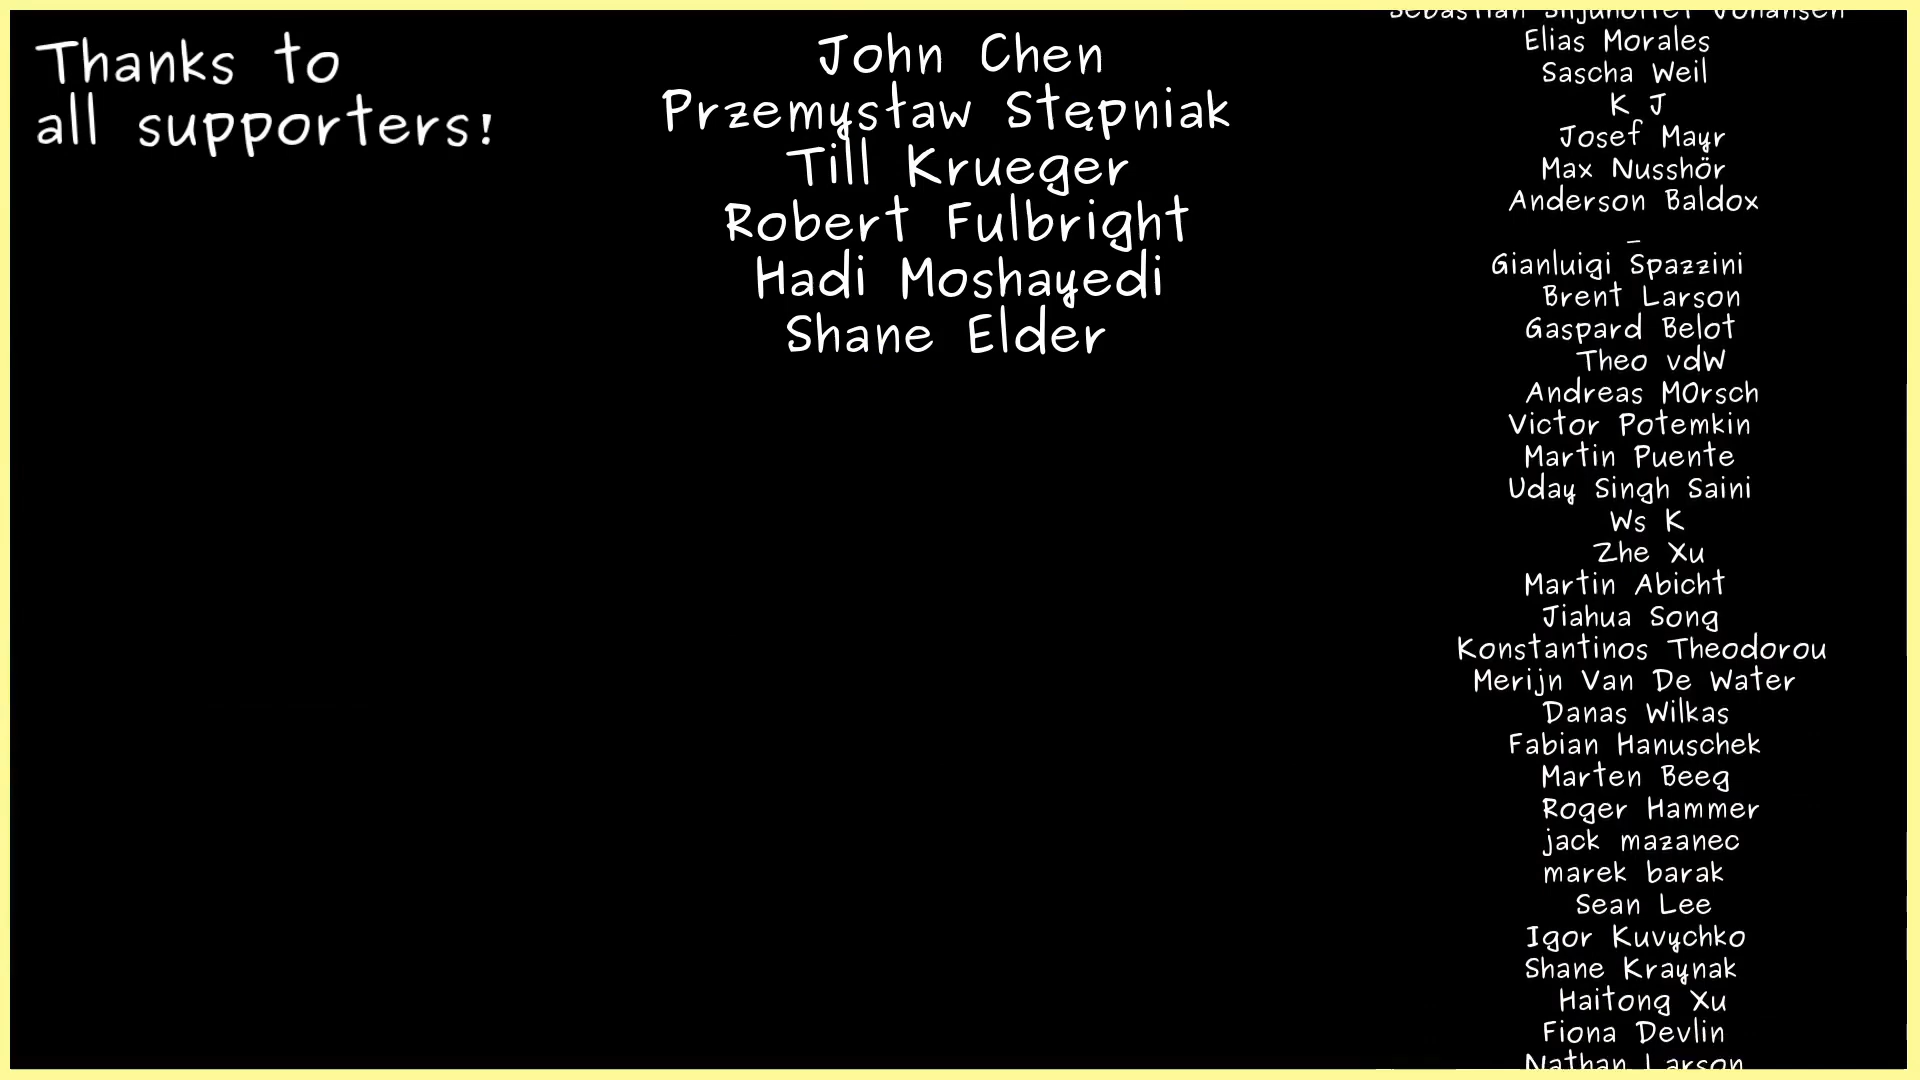 Thanks to
all supporters!
John Chen
Przemysław Stępniak
Till Krueger
Robert Fulbright
Hadi Moshayedi
Shane Elder
Elias Morales
Sascha Weil
K J
Josef Mayr
Max Nusshör
Anderson Baldox
_
Gianluigi Spazzini
Brent Larson
Gaspard Belot
Theo vdW
Andreas MOrsch
Victor Potemkin
Martin Puente
Uday Singh Saini
Ws K
Zhe Xu
Martin Abicht
Jiahua Song
Konstantinos Theodorou
Merijn Van De Water
Danas Wilkas
Fabian Hanuschek
Marten Beeg
Roger Hammer
jack mazanec
marek barak
Sean Lee
Igor Kuvychko
Shane Kraynak
Haitong Xu
Fiona Devlin
Nathan Larson